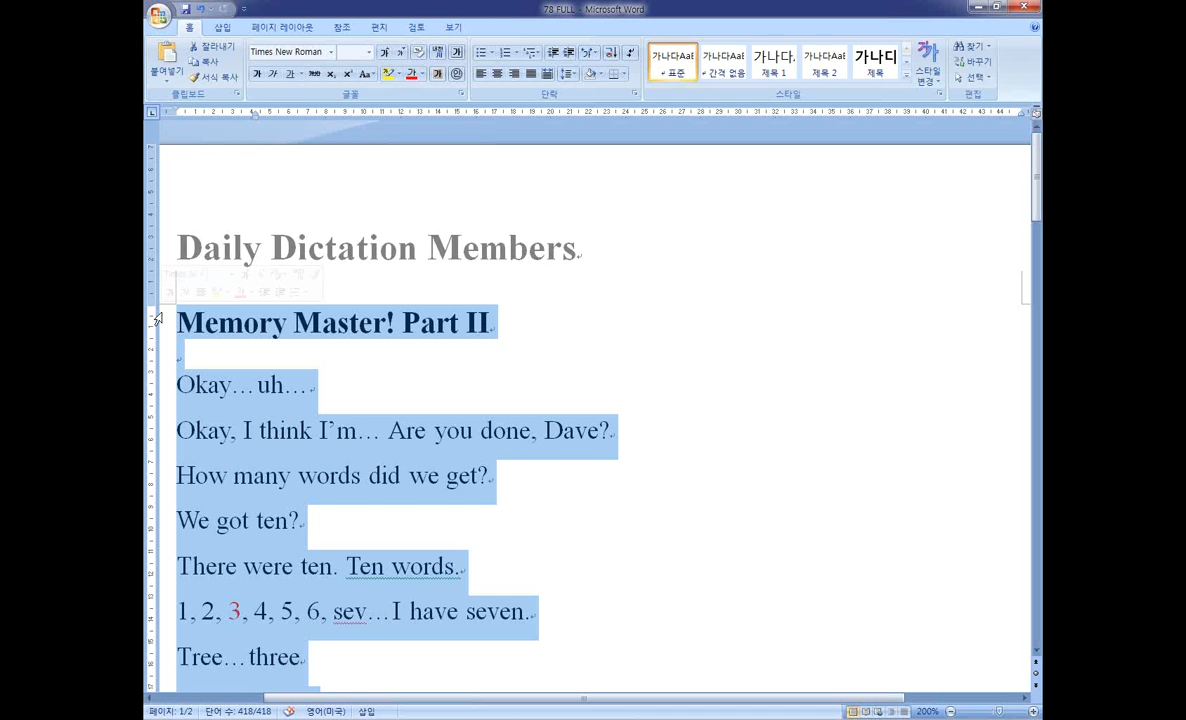 78 FULL - Microsoft Word
홈 삽입 페이지 레이아웃 참조 편지 검토 보기
붙여넣기
잘라내기
복사
서식 복사
클립보드
Times New Roman
글꼴
단락
가나다AaB
↵ 표준
가나다AaB
↵ 간격 없음
가나다.
제목 1
가나다AaB
제목 2
가나디
제목
스타일
변경
스타일
찾기
바꾸기
선택
편집
Daily Dictation Members
Memory Master! Part II
Okay…uh…
Okay, I think I’m… Are you done, Dave?
How many words did we get?
We got ten?
There were ten. Ten words.
1, 2, 3, 4, 5, 6, sev…I have seven.
Tree…three
페이지: 1/2 단어 수: 418/418 영어(미국) 삽입 200%